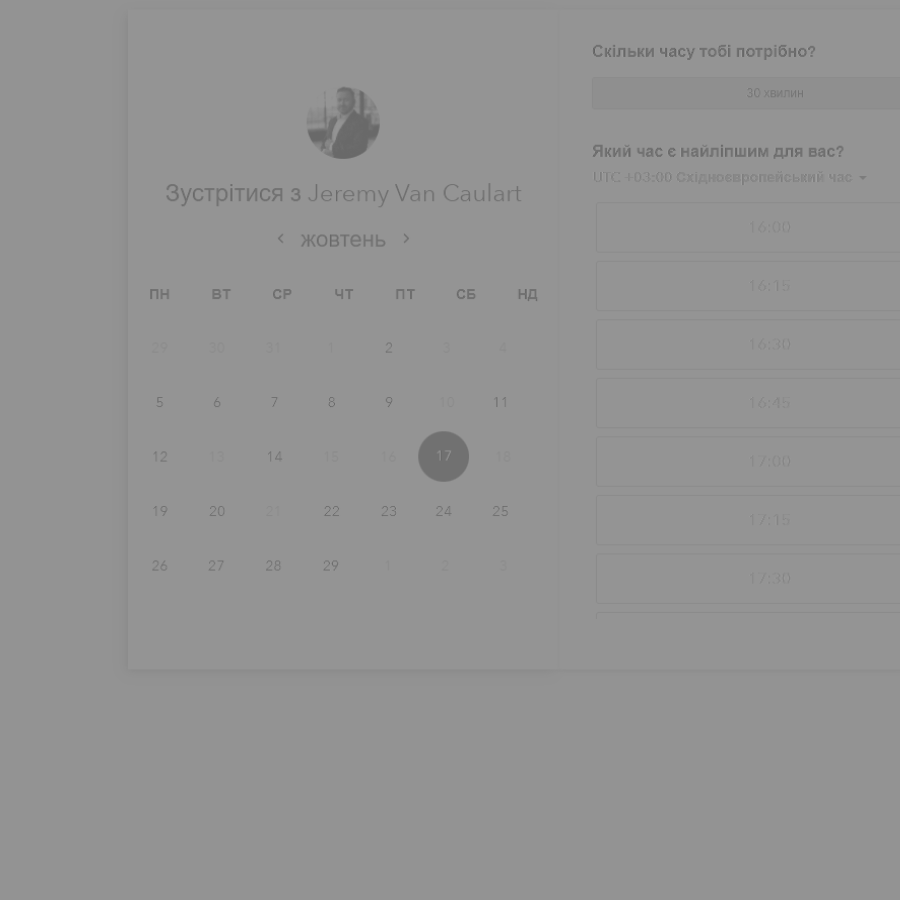 Зустрітися з Jeremy Van Caulart
жовтень
ПН ВТ СР ЧТ ПТ СБ НД
29 30 31 1 2 3 4
5 6 7 8 9 10 11
12 13 14 15 16 17 18
19 20 21 22 23 24 25
26 27 28 29 1 2 3
Скільки часу тобі потрібно?
30 хвилин
Який час є найліпшим для вас?
UTC +03:00 Східноєвропейський час
16:00
16:15
16:30
16:45
17:00
17:15
17:30